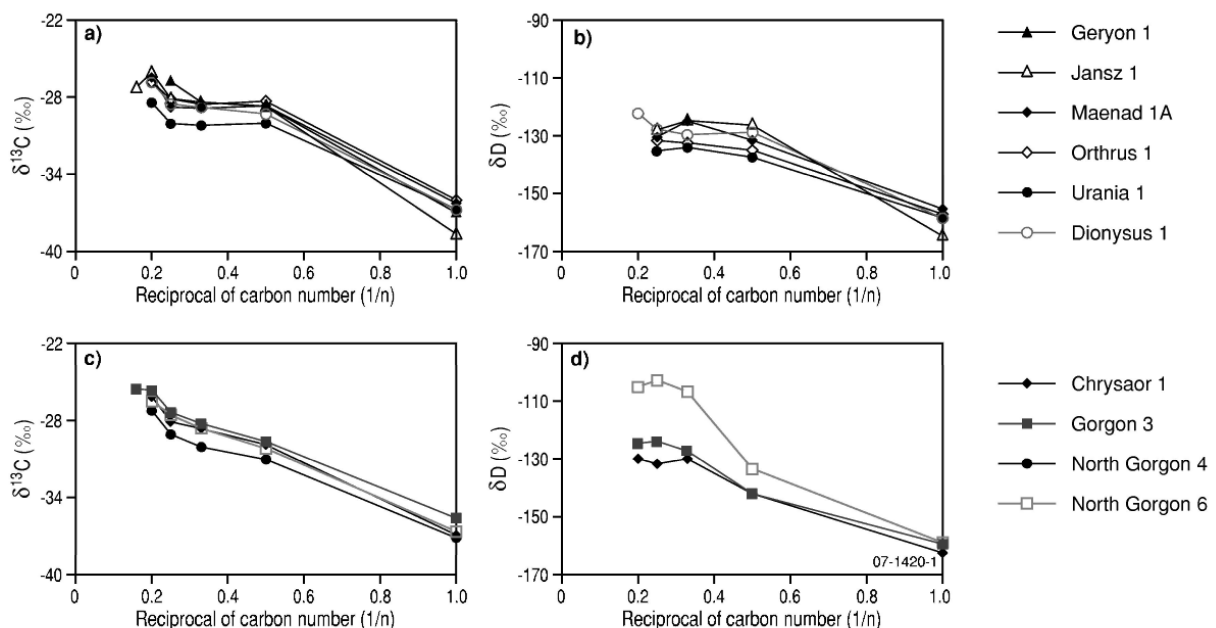 a)
-22
-28
-34
-40
δ¹³C (‰)
0
0.2
0.4
0.6
0.8
1.0
Reciprocal of carbon number (1/n)
b)
-90
-110
-130
-150
-170
δD (‰)
0
0.2
0.4
0.6
0.8
1.0
Reciprocal of carbon number (1/n)
Geryon 1
Jansz 1
Maenad 1A
Orthrus 1
Urania 1
Dionysus 1
c)
-22
-28
-34
-40
δ¹³C (‰)
0
0.2
0.4
0.6
0.8
1.0
Reciprocal of carbon number (1/n)
d)
-90
-110
-130
-150
-170
δD (‰)
07-1420-1
0
0.2
0.4
0.6
0.8
1.0
Reciprocal of carbon number (1/n)
Chrysaor 1
Gorgon 3
North Gorgon 4
North Gorgon 6